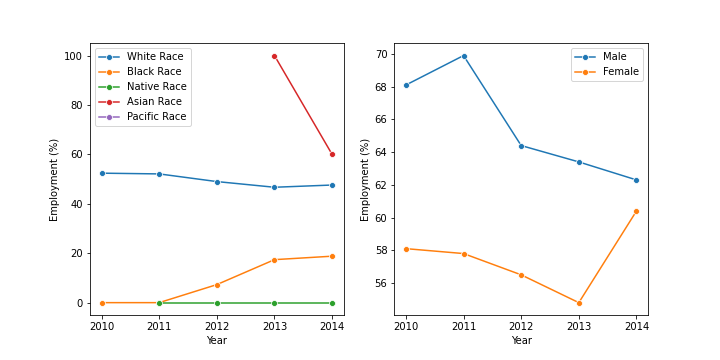 White Race
Black Race
Native Race
Asian Race
Pacific Race
100
80
60
40
20
0
Employment (%)
2010 2011 2012 2013 2014
Year
Male
Female
70
68
66
64
62
60
58
56
Employment (%)
2010 2011 2012 2013 2014
Year